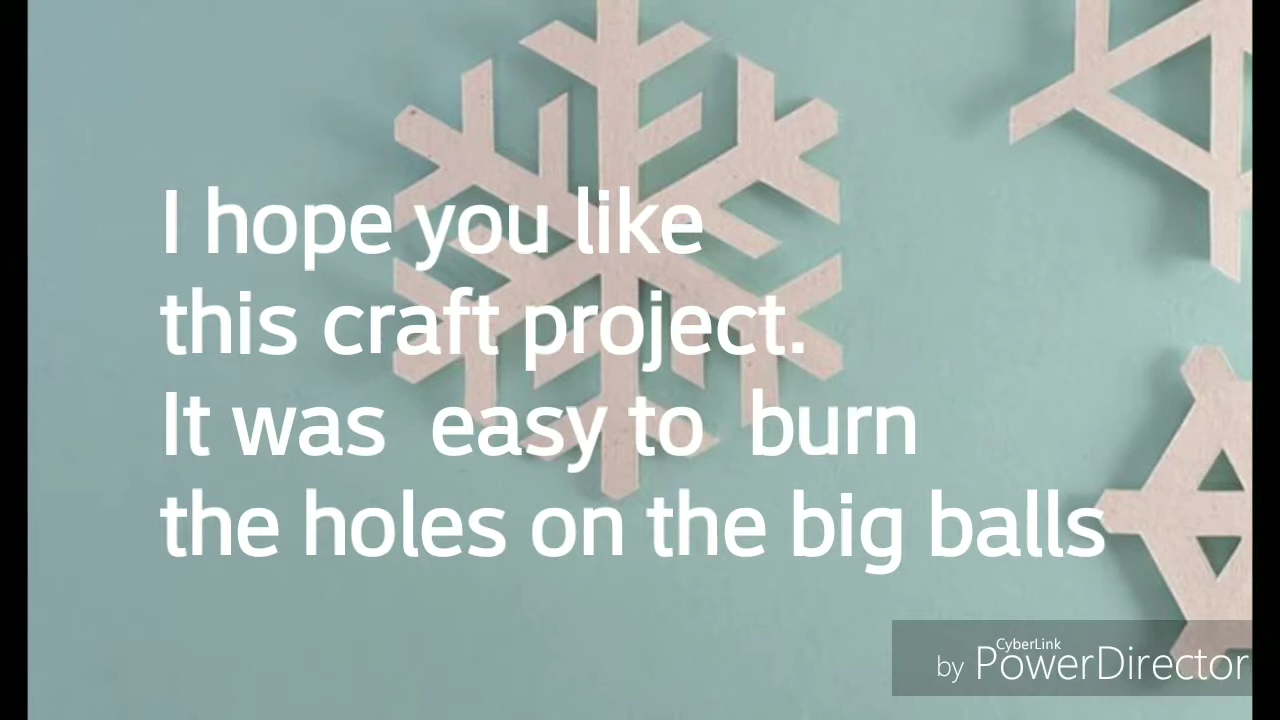 I hope you like
this craft project.
It was  easy to  burn
the holes on the big balls
CyberLink
by PowerDirector